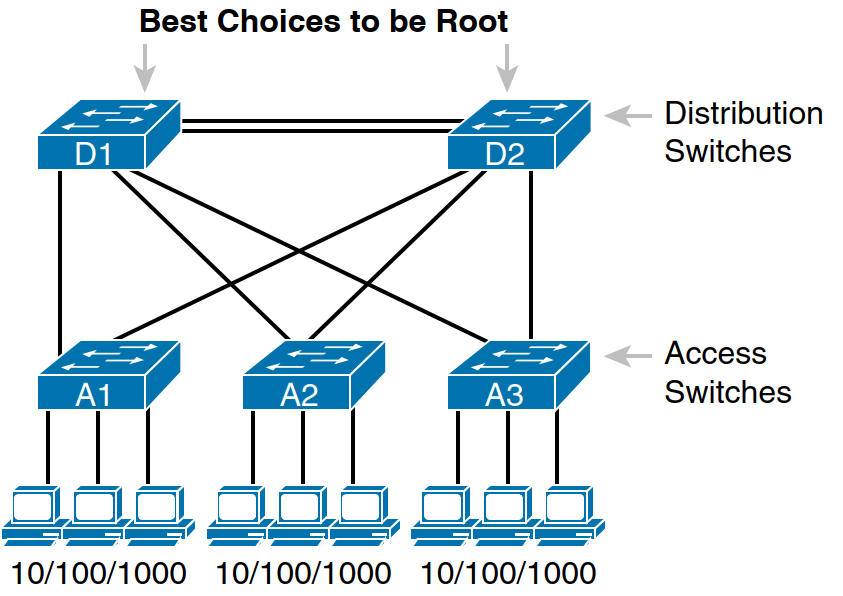 Best Choices to be Root
D1
D2
Distribution
Switches
A1
A2
A3
Access
Switches
10/100/1000
10/100/1000
10/100/1000